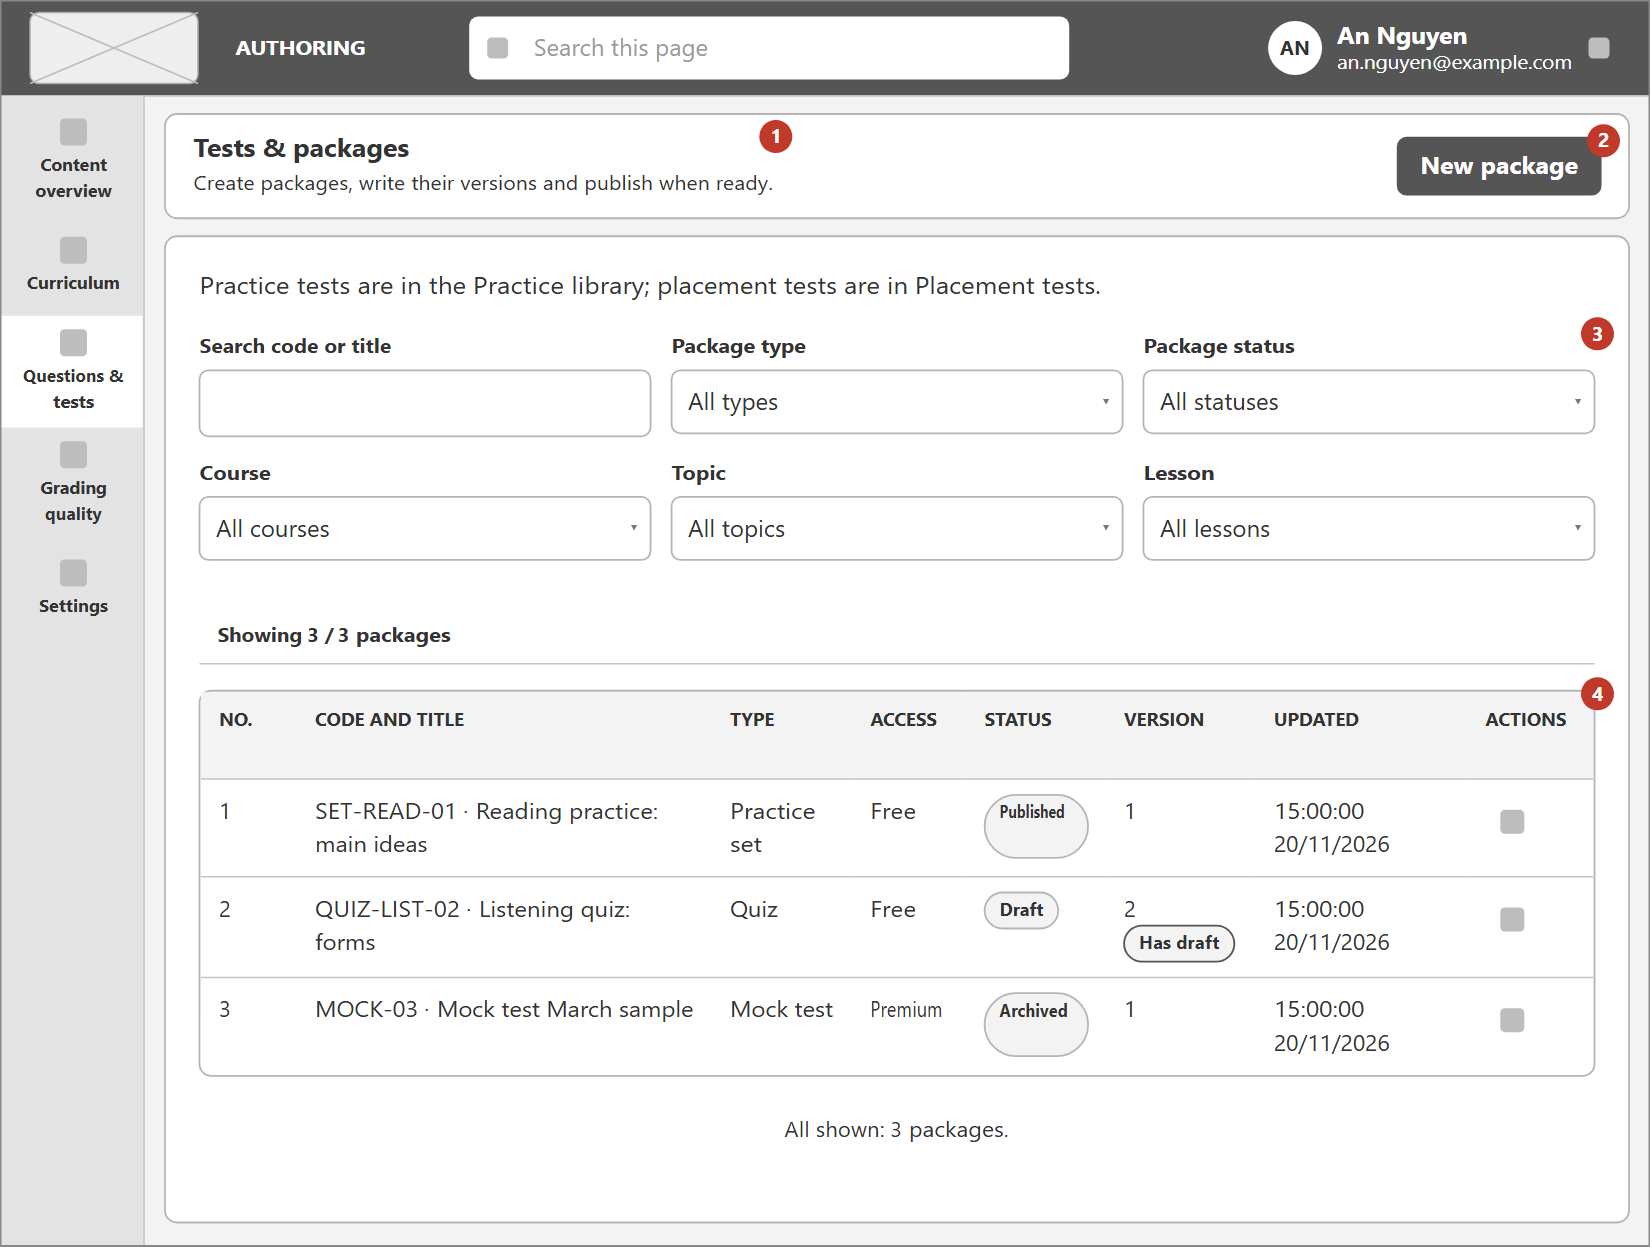 AUTHORING
Search this page
AN
An Nguyen
an.nguyen@example.com
Content
overview
Curriculum
Questions &
tests
Grading
quality
Settings
Tests & packages
1
Create packages, write their versions and publish when ready.
New package
2
Practice tests are in the Practice library; placement tests are in Placement tests.
3
Search code or title
Package type
All types
Package status
All statuses
Course
All courses
Topic
All topics
Lesson
All lessons
Showing 3 / 3 packages
4
NO. CODE AND TITLE TYPE ACCESS STATUS VERSION UPDATED ACTIONS
1 SET-READ-01 · Reading practice: Practice Free Published 1 15:00:00
main ideas set 20/11/2026
2 QUIZ-LIST-02 · Listening quiz: Quiz Free Draft 2 15:00:00
forms Has draft 20/11/2026
3 MOCK-03 · Mock test March sample Mock test Premium Archived 1 15:00:00
20/11/2026
All shown: 3 packages.